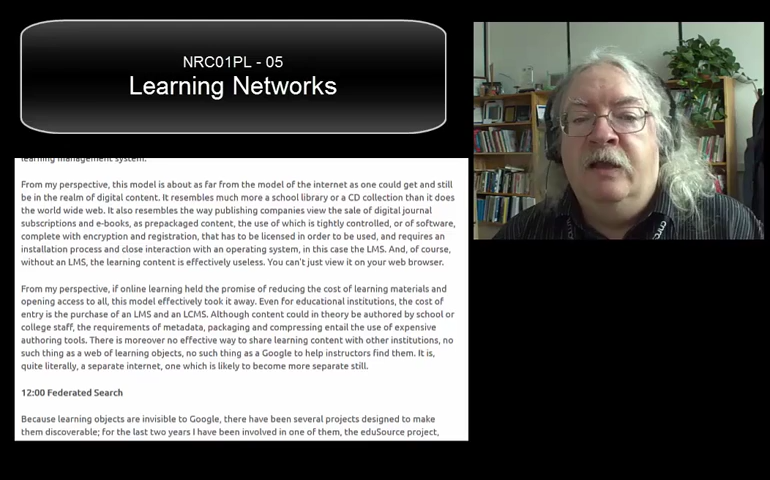 NRC01PL - 05
Learning Networks
learning management system.
From my perspective, this model is about as far from the model of the internet as one could get and still
be in the realm of digital content. It resembles much more a school library or a CD collection than it does
the world wide web. It also resembles the way publishing companies view the sale of digital journal
subscriptions and e-books, as prepackaged content, the use of which is tightly controlled, or of software,
complete with encryption and registration, that has to be licensed in order to be used, and requires an
installation process and close interaction with an operating system, in this case the LMS. And, of course,
without an LMS, the learning content is effectively useless. You can't just view it on your web browser.
From my perspective, if online learning held the promise of reducing the cost of learning materials and
opening access to all, this model effectively took it away. Even for educational institutions, the cost of
entry is the purchase of an LMS and an LCMS. Although content could in theory be authored by school or
college staff, the requirements of metadata, packaging and compressing entail the use of expensive
authoring tools. There is moreover no effective way to share learning content with other institutions, no
such thing as a web of learning objects, no such thing as a Google to help instructors find them. It is,
quite literally, a separate internet, one which is likely to become more separate still.
12:00 Federated Search
Because learning objects are invisible to Google, there have been several projects designed to make
them discoverable; for the last two years I have been involved in one of them, the eduSource project,